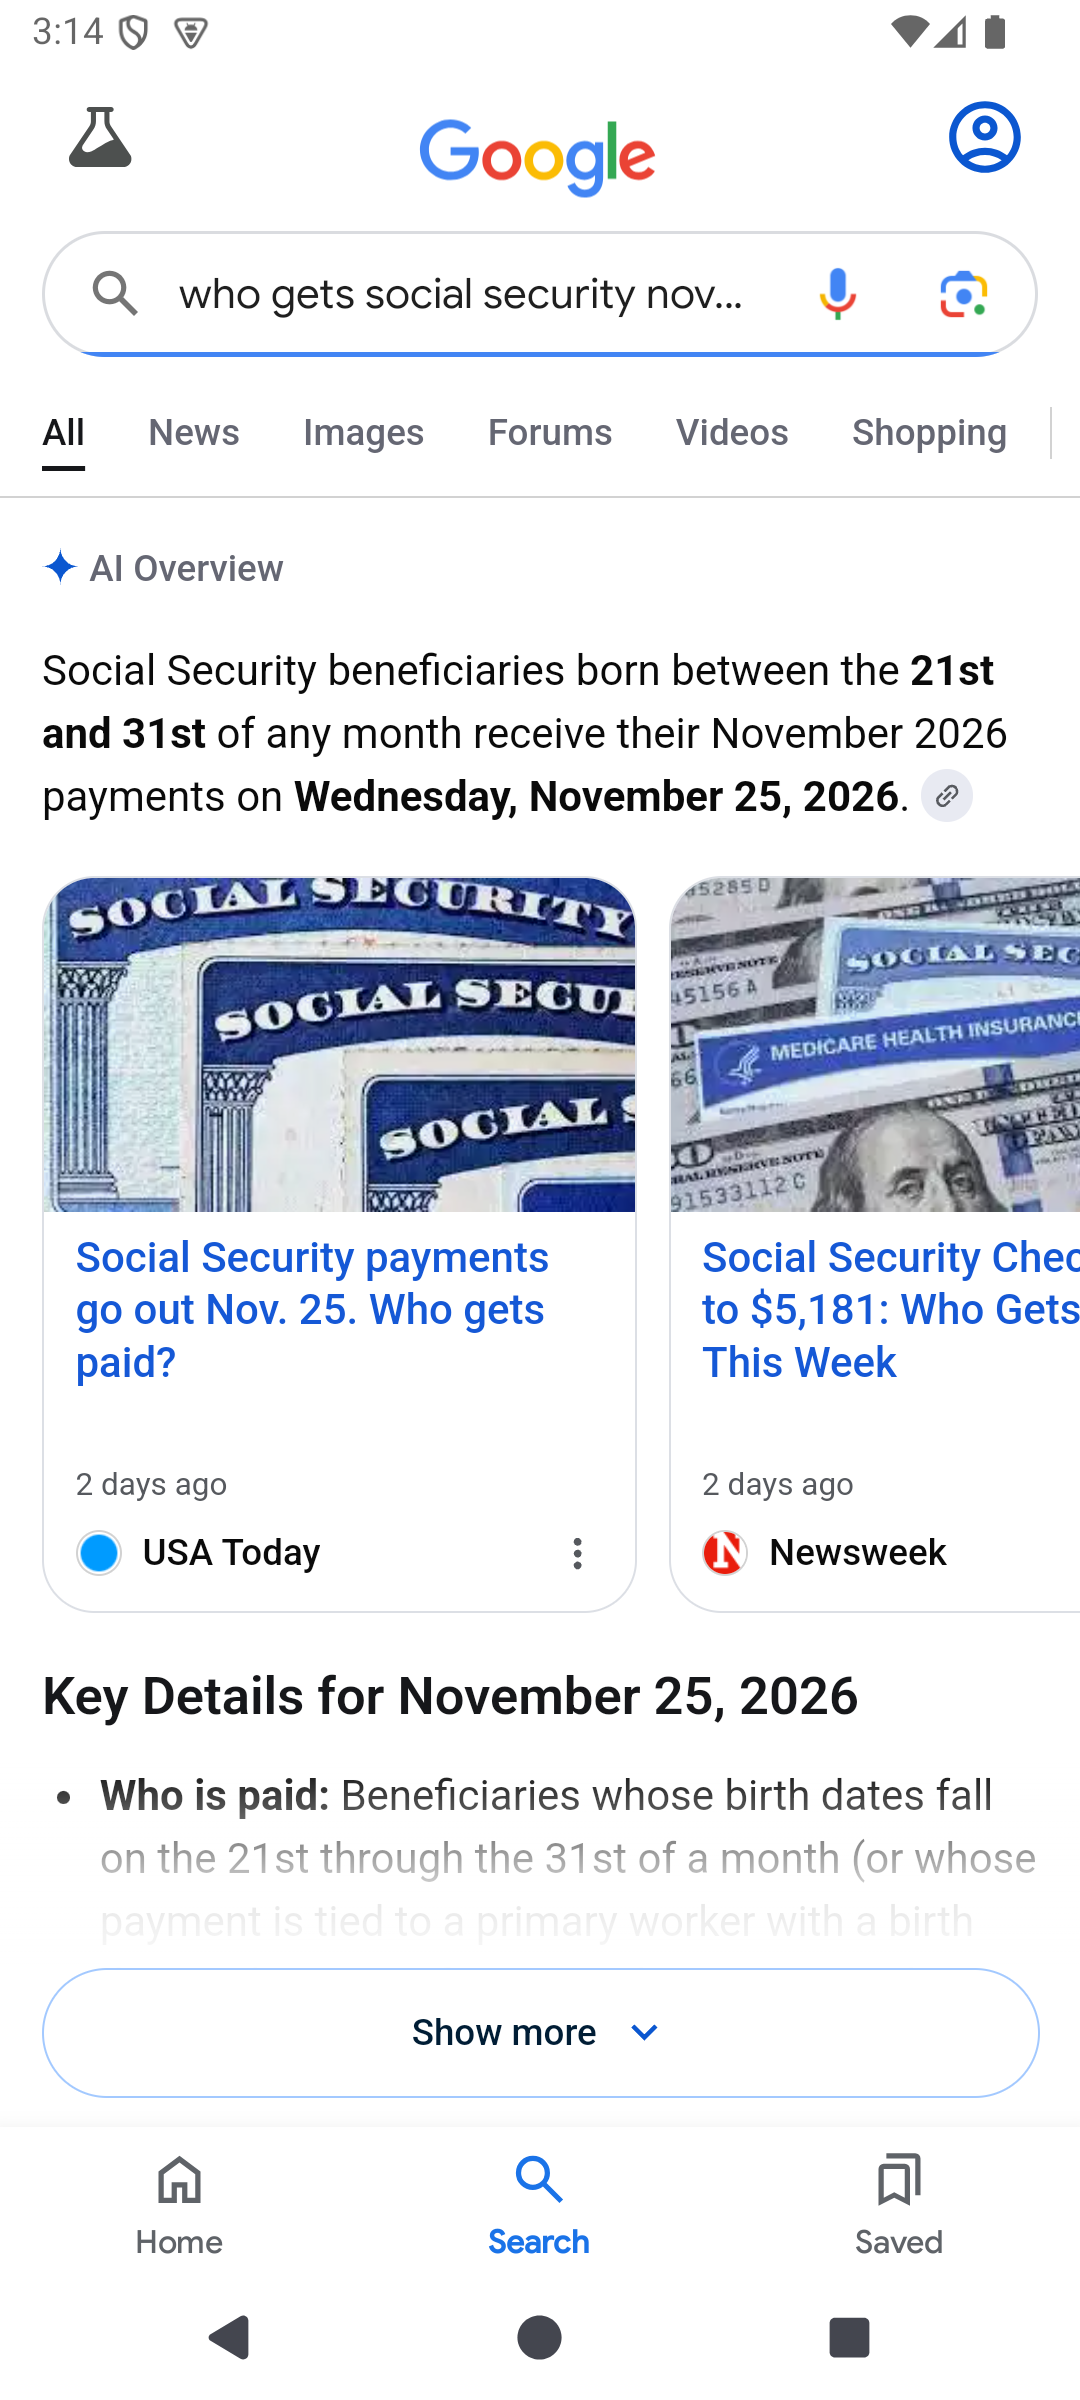 3:14
Google
who gets social security nov...
All News Images Forums Videos Shopping
AI Overview
Social Security beneficiaries born between the 21st
and 31st of any month receive their November 2026
payments on Wednesday, November 25, 2026.
SOCIAL SECURITY
SOCIAL SECU
SOCIAL S
45285D
SOCIAL SEC
45156A
MEDICARE HEALTH INSURANC
91533112C
Social Security payments
go out Nov. 25. Who gets
paid?
2 days ago
USA Today
Social Security Chec
to $5,181: Who Gets
This Week
2 days ago
Newsweek
Key Details for November 25, 2026
• Who is paid: Beneficiaries whose birth dates fall
on the 21st through the 31st of a month (or whose
payment is tied to a primary worker with a birth
Show more
Home Search Saved